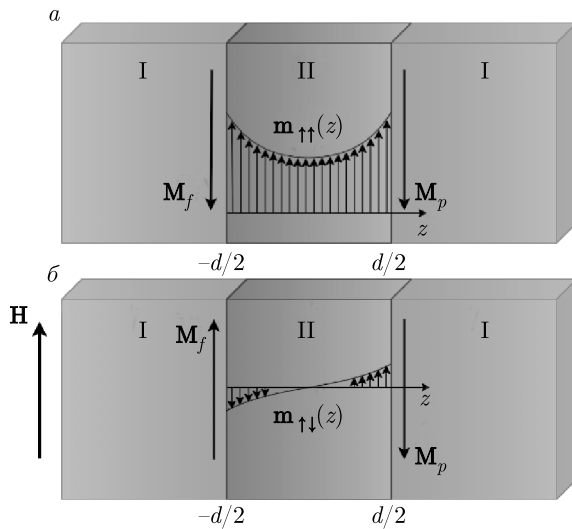 а
I II I
m↑↑(z)
M_f M_p
z
–d/2 d/2
б
H
I M_f II I
z
m↑↓(z)
M_p
–d/2 d/2